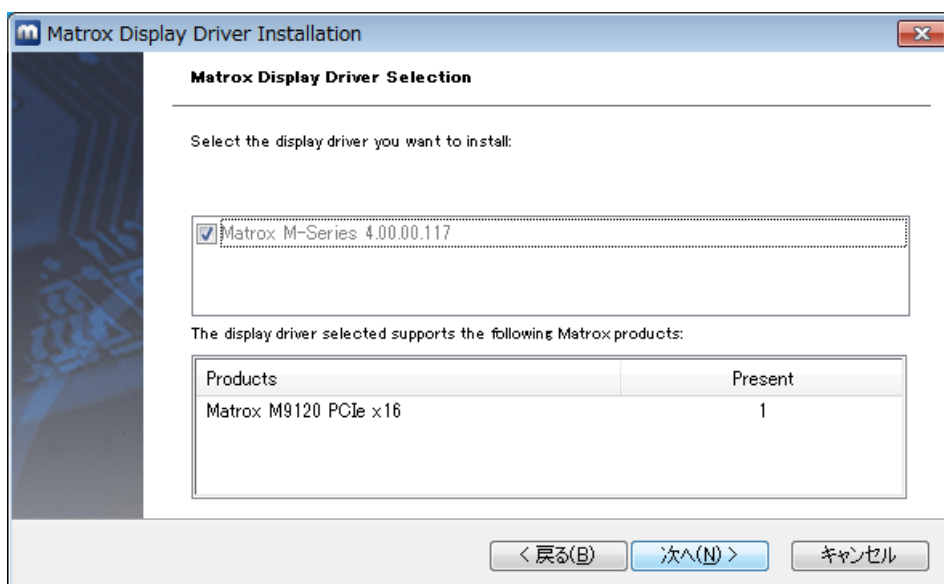 Matrox Display Driver Installation
Matrox Display Driver Selection
Select the display driver you want to install:
Matrox M-Series 4.00.00.117
The display driver selected supports the following Matrox products:
Products Present
Matrox M9120 PCIe x16 1
< 戻る(B) 次へ(N) > キャンセル